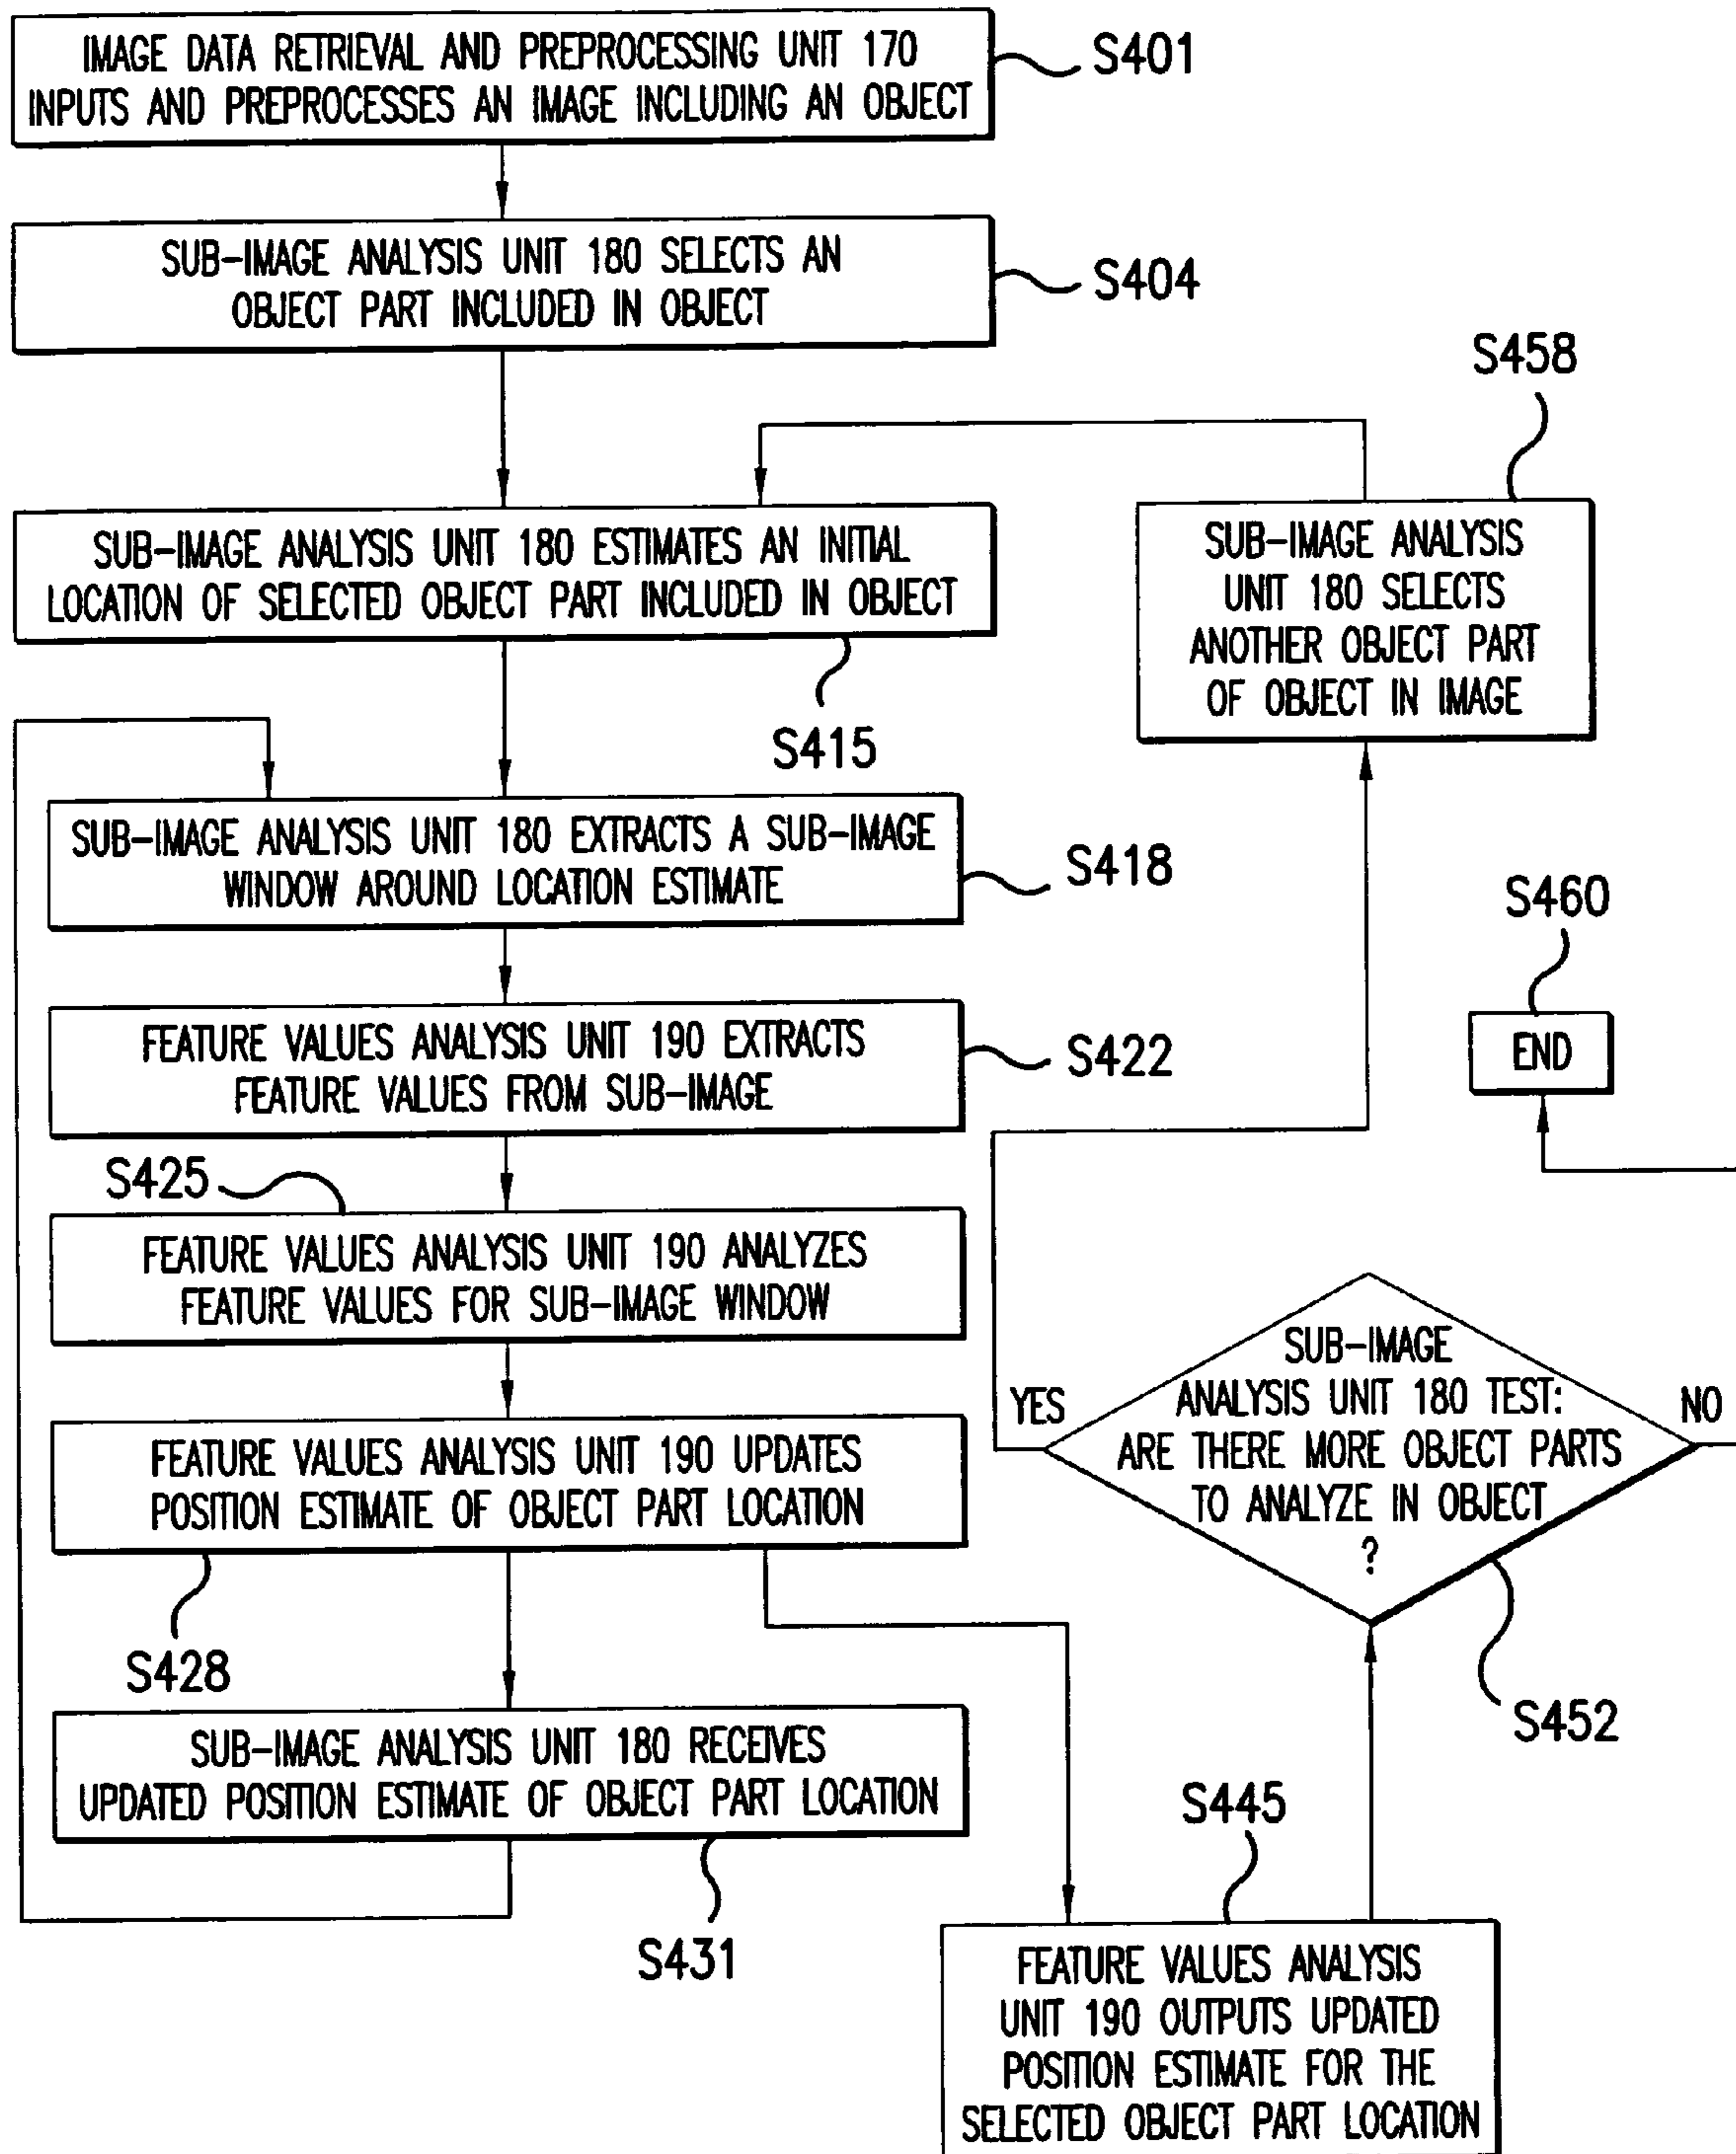 IMAGE DATA RETRIEVAL AND PREPROCESSING UNIT 170
INPUTS AND PREPROCESSES AN IMAGE INCLUDING AN OBJECT
S401
SUB-IMAGE ANALYSIS UNIT 180 SELECTS AN
OBJECT PART INCLUDED IN OBJECT
S404
SUB-IMAGE ANALYSIS UNIT 180 ESTIMATES AN INITIAL
LOCATION OF SELECTED OBJECT PART INCLUDED IN OBJECT
S415
SUB-IMAGE ANALYSIS UNIT 180 EXTRACTS A SUB-IMAGE
WINDOW AROUND LOCATION ESTIMATE
S418
FEATURE VALUES ANALYSIS UNIT 190 EXTRACTS
FEATURE VALUES FROM SUB-IMAGE
S422
S425
FEATURE VALUES ANALYSIS UNIT 190 ANALYZES
FEATURE VALUES FOR SUB-IMAGE WINDOW
FEATURE VALUES ANALYSIS UNIT 190 UPDATES
POSITION ESTIMATE OF OBJECT PART LOCATION
S428
SUB-IMAGE ANALYSIS UNIT 180 RECEIVES
UPDATED POSITION ESTIMATE OF OBJECT PART LOCATION
S431
S445
FEATURE VALUES ANALYSIS
UNIT 190 OUTPUTS UPDATED
POSITION ESTIMATE FOR THE
SELECTED OBJECT PART LOCATION
SUB-IMAGE
ANALYSIS UNIT 180 TEST:
ARE THERE MORE OBJECT PARTS
TO ANALYZE IN OBJECT
?
S452
YES
NO
S458
SUB-IMAGE ANALYSIS
UNIT 180 SELECTS
ANOTHER OBJECT PART
OF OBJECT IN IMAGE
S460
END